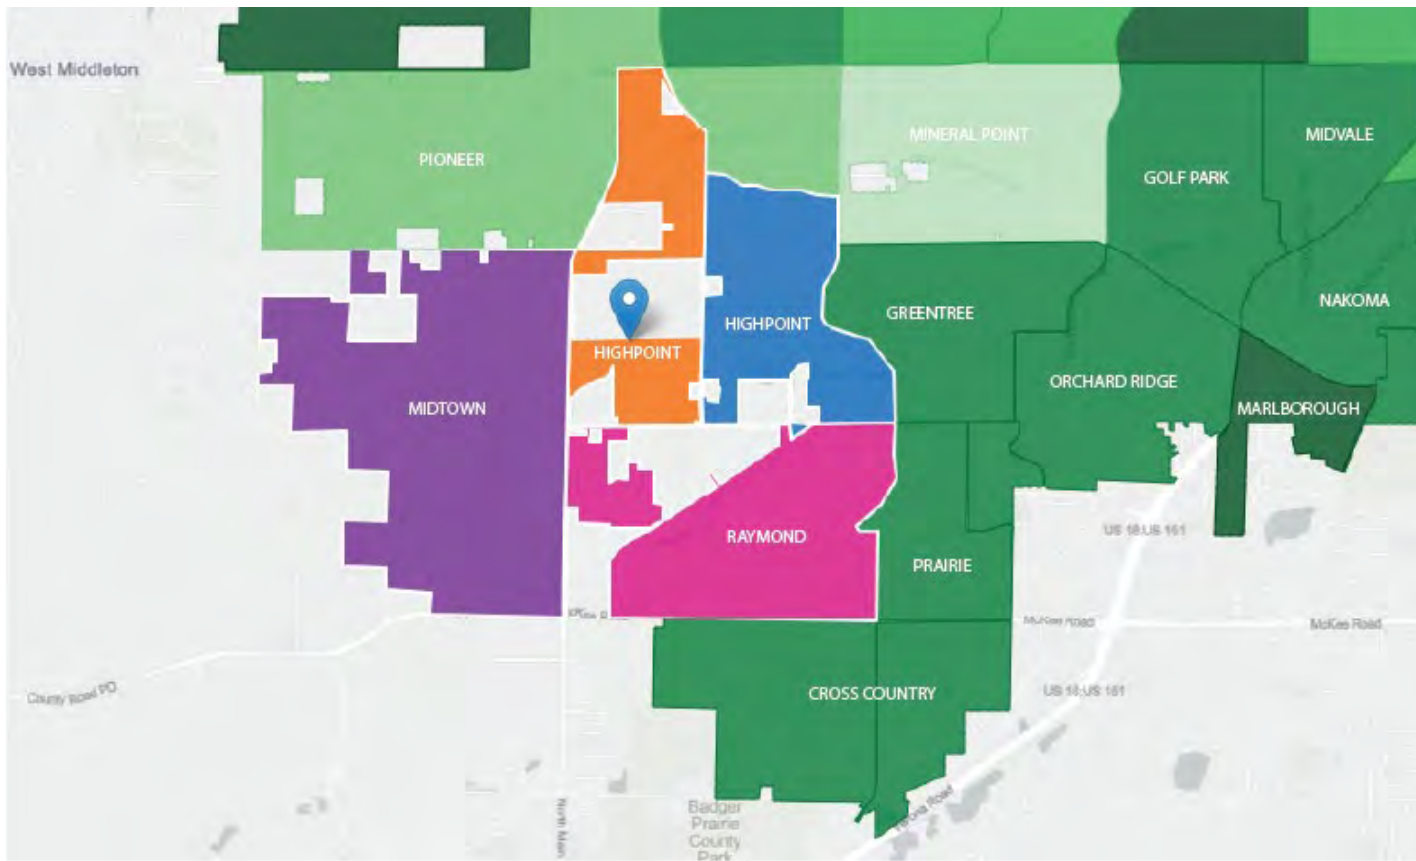 West Middleton
MINERAL POINT
MIDVALE
PIONEER
GOLF PARK
NAKOMA
GREENTREE
HIGHPOINT
HIGHPOINT
ORCHARD RIDGE
MIDTOWN
MARLBOROUGH
US 18;US 151
RAYMOND
PRAIRIE
McKee Road
McKee Road
County Road PD
CROSS COUNTRY
US 18;US 151
North Main
Verona Road
Badger
Prairie
County
Park